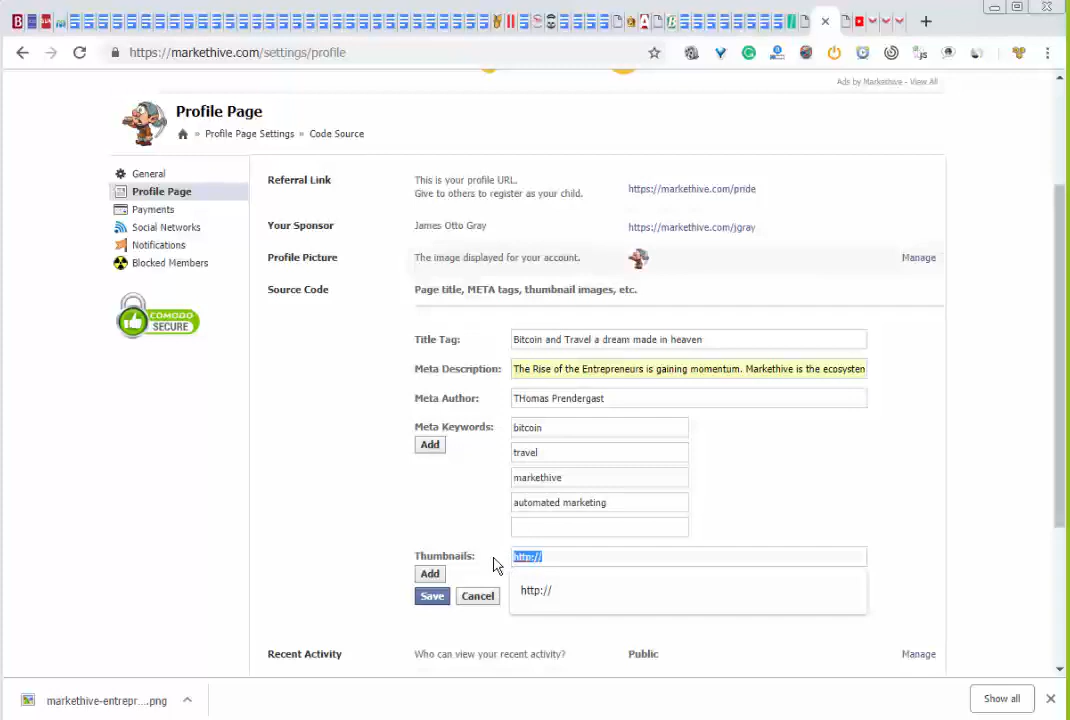 https://markethive.com/settings/profile
Ads by Markethive - View All
Profile Page
» Profile Page Settings » Code Source
General
Profile Page
Payments
Social Networks
Notifications
Blocked Members
COMODO
SECURE
Referral Link
This is your profile URL.
Give to others to register as your child.
https://markethive.com/pride
Your Sponsor
James Otto Gray
https://markethive.com/jgray
Profile Picture
The image displayed for your account.
Manage
Source Code
Page title, META tags, thumbnail images, etc.
Title Tag:
Bitcoin and Travel a dream made in heaven
Meta Description:
The Rise of the Entrepreneurs is gaining momentum. Markethive is the ecosysten
Meta Author:
THomas Prendergast
Meta Keywords:
Add
bitcoin
travel
markethive
automated marketing
Thumbnails:
http://
Add
http://
Save
Cancel
Recent Activity
Who can view your recent activity?
Public
Manage
markethive-entrepr....png
Show all